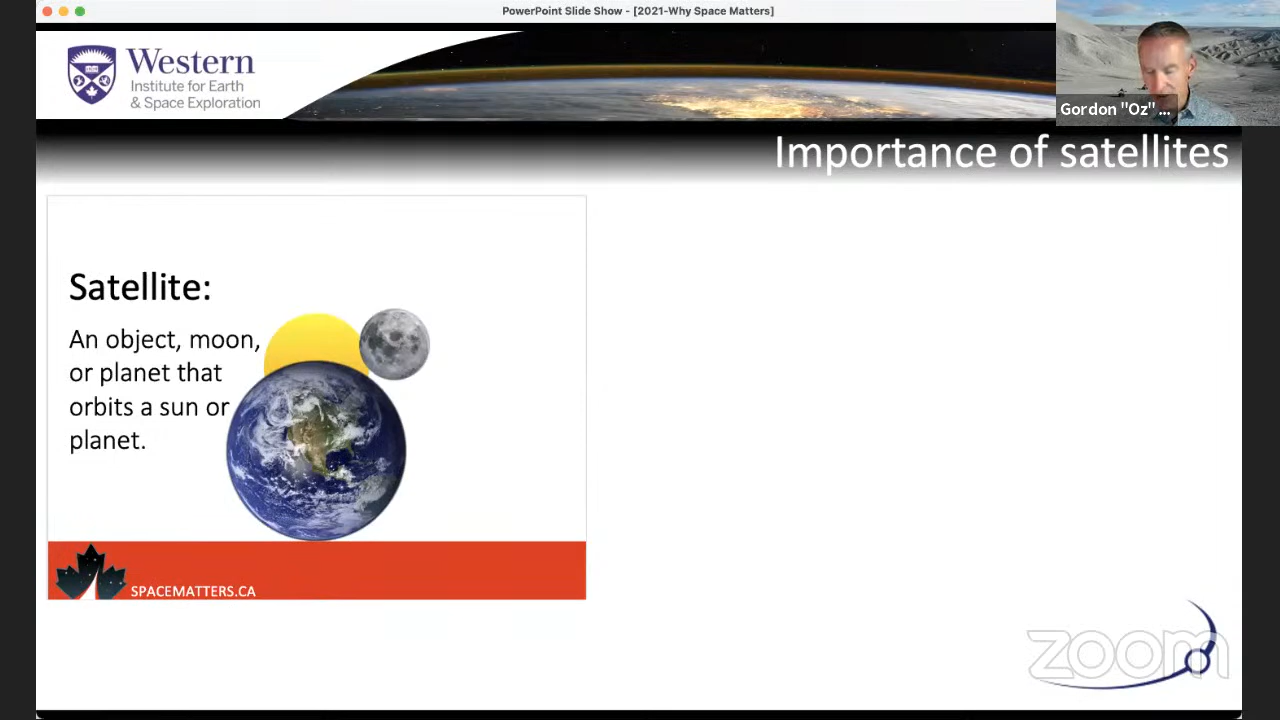 PowerPoint Slide Show - [2021-Why Space Matters]
Western
Institute for Earth
& Space Exploration
Gordon "Oz" ...
Importance of satellites
Satellite:
An object, moon,
or planet that
orbits a sun or
planet.
SPACEMATTERS.CA
zoom